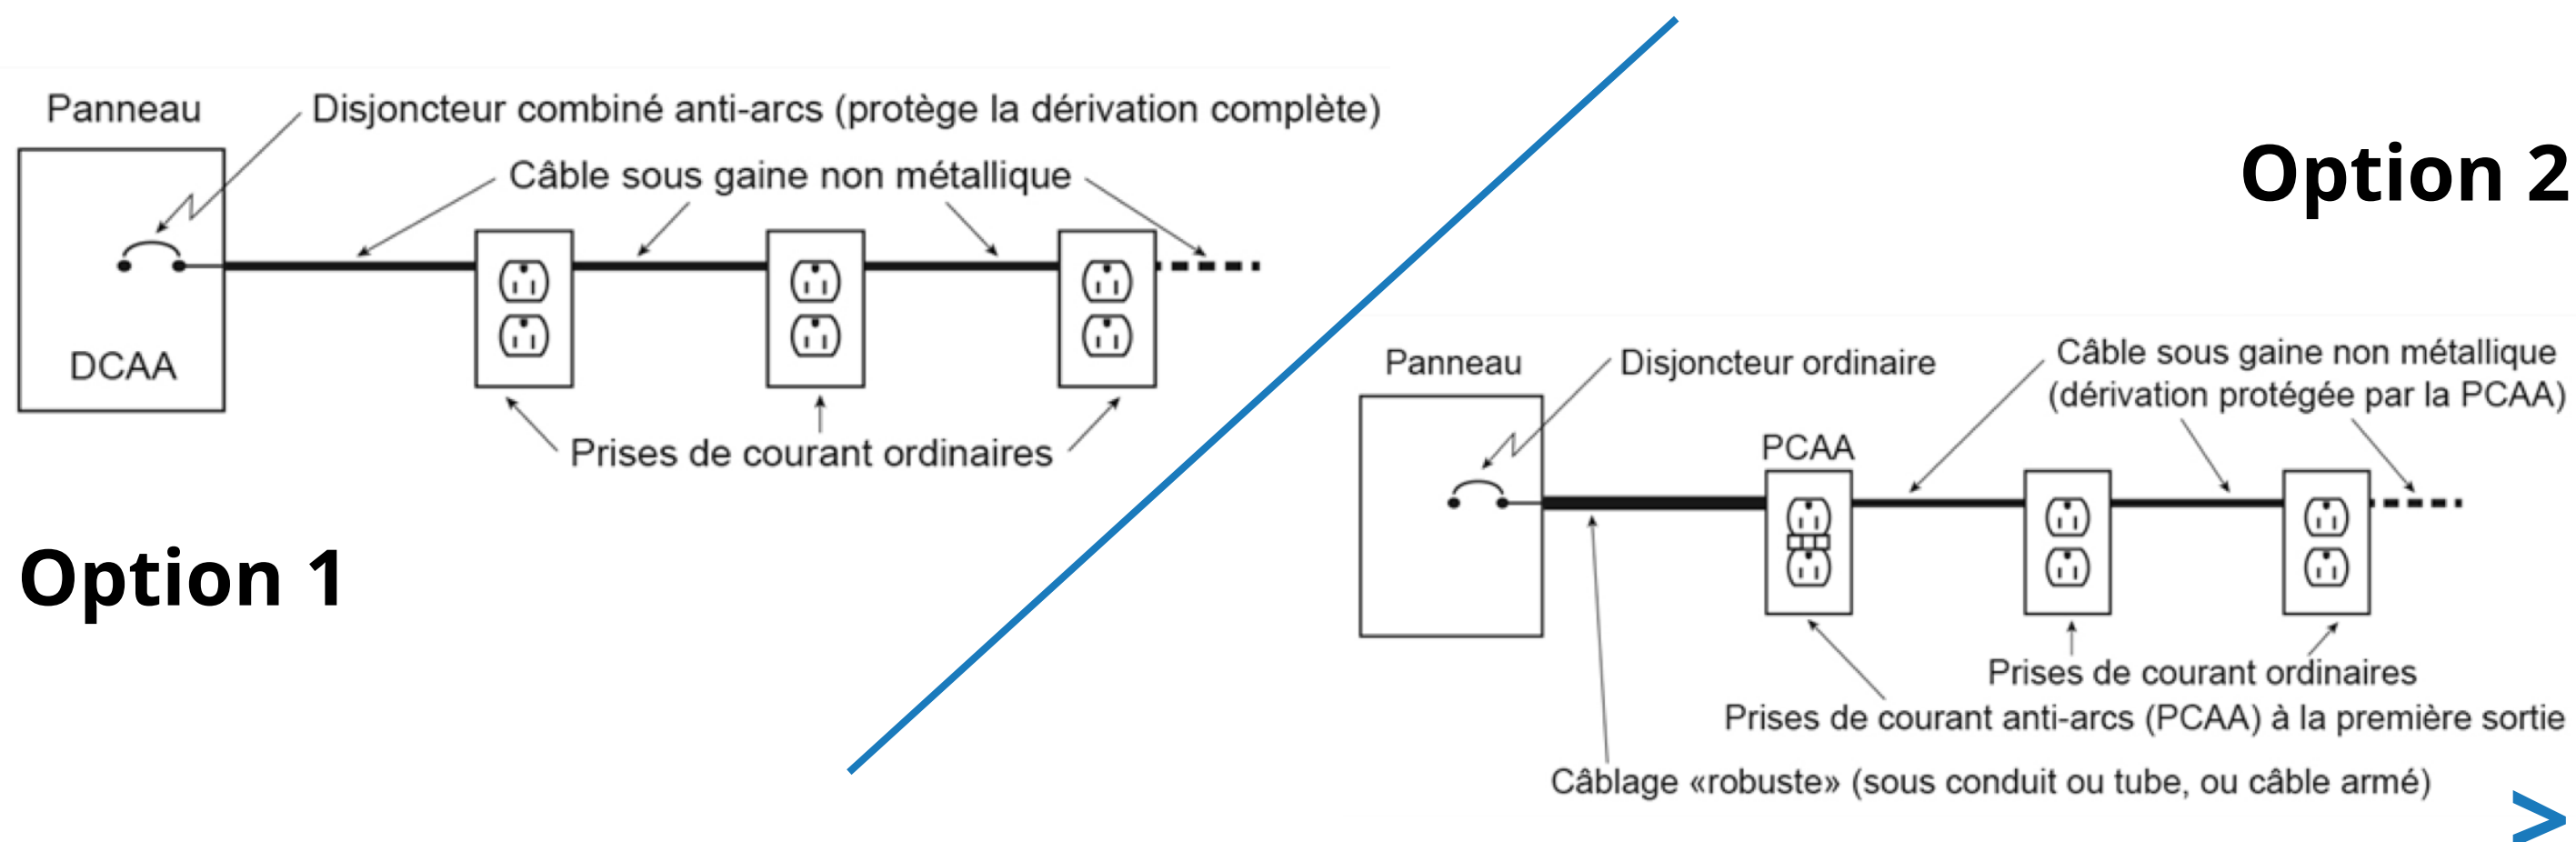 Panneau
Disjoncteur combiné anti-arcs (protège la dérivation complète)
Câble sous gaine non métallique
DCAA
Prises de courant ordinaires
Option 1
Option 2
Panneau
Disjoncteur ordinaire
Câble sous gaine non métallique
(dérivation protégée par la PCAA)
PCAA
Prises de courant ordinaires
Prises de courant anti-arcs (PCAA) à la première sortie
Câblage «robuste» (sous conduit ou tube, ou câble armé)
>